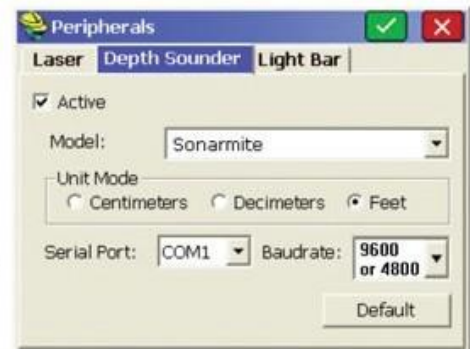 Peripherals
Laser Depth Sounder Light Bar
Active
Model: Sonarmite
Unit Mode
Centimeters Decimeters Feet
Serial Port: COM1 Baudrate: 9600
or 4800
Default